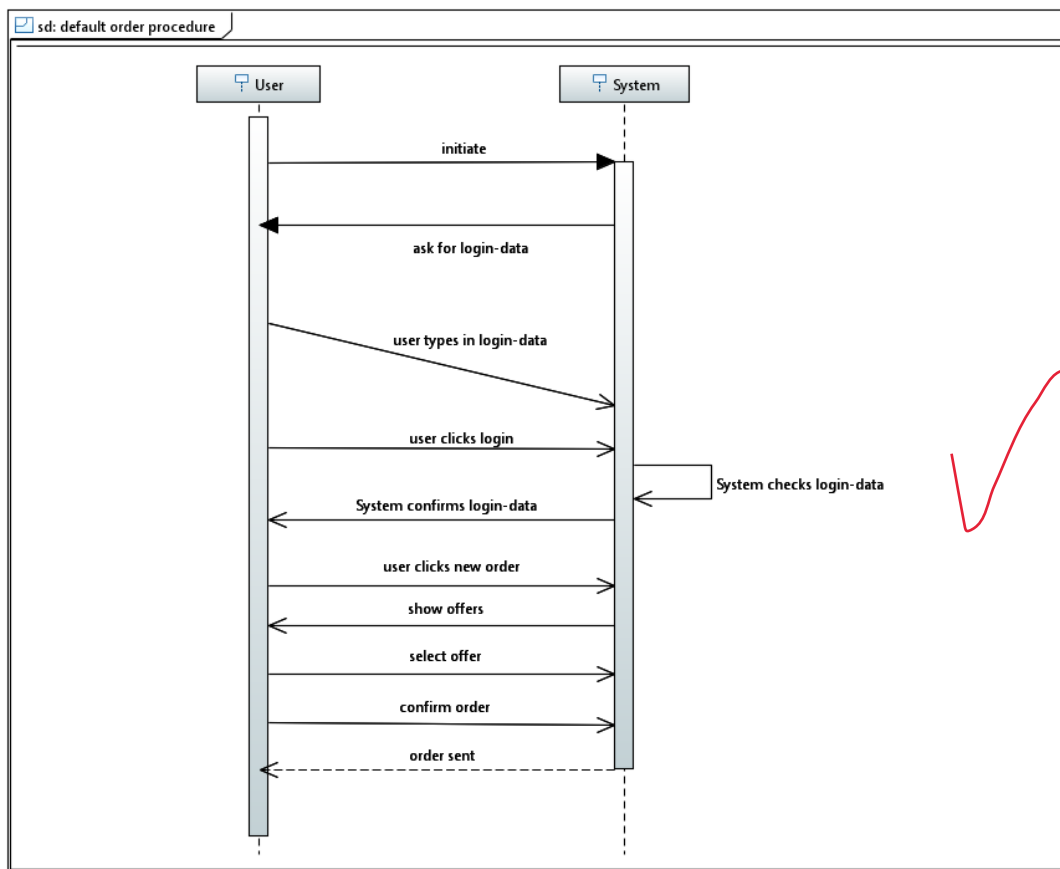 sd: default order procedure
User
System
initiate
ask for login-data
user types in login-data
user clicks login
System checks login-data
System confirms login-data
user clicks new order
show offers
select offer
confirm order
order sent